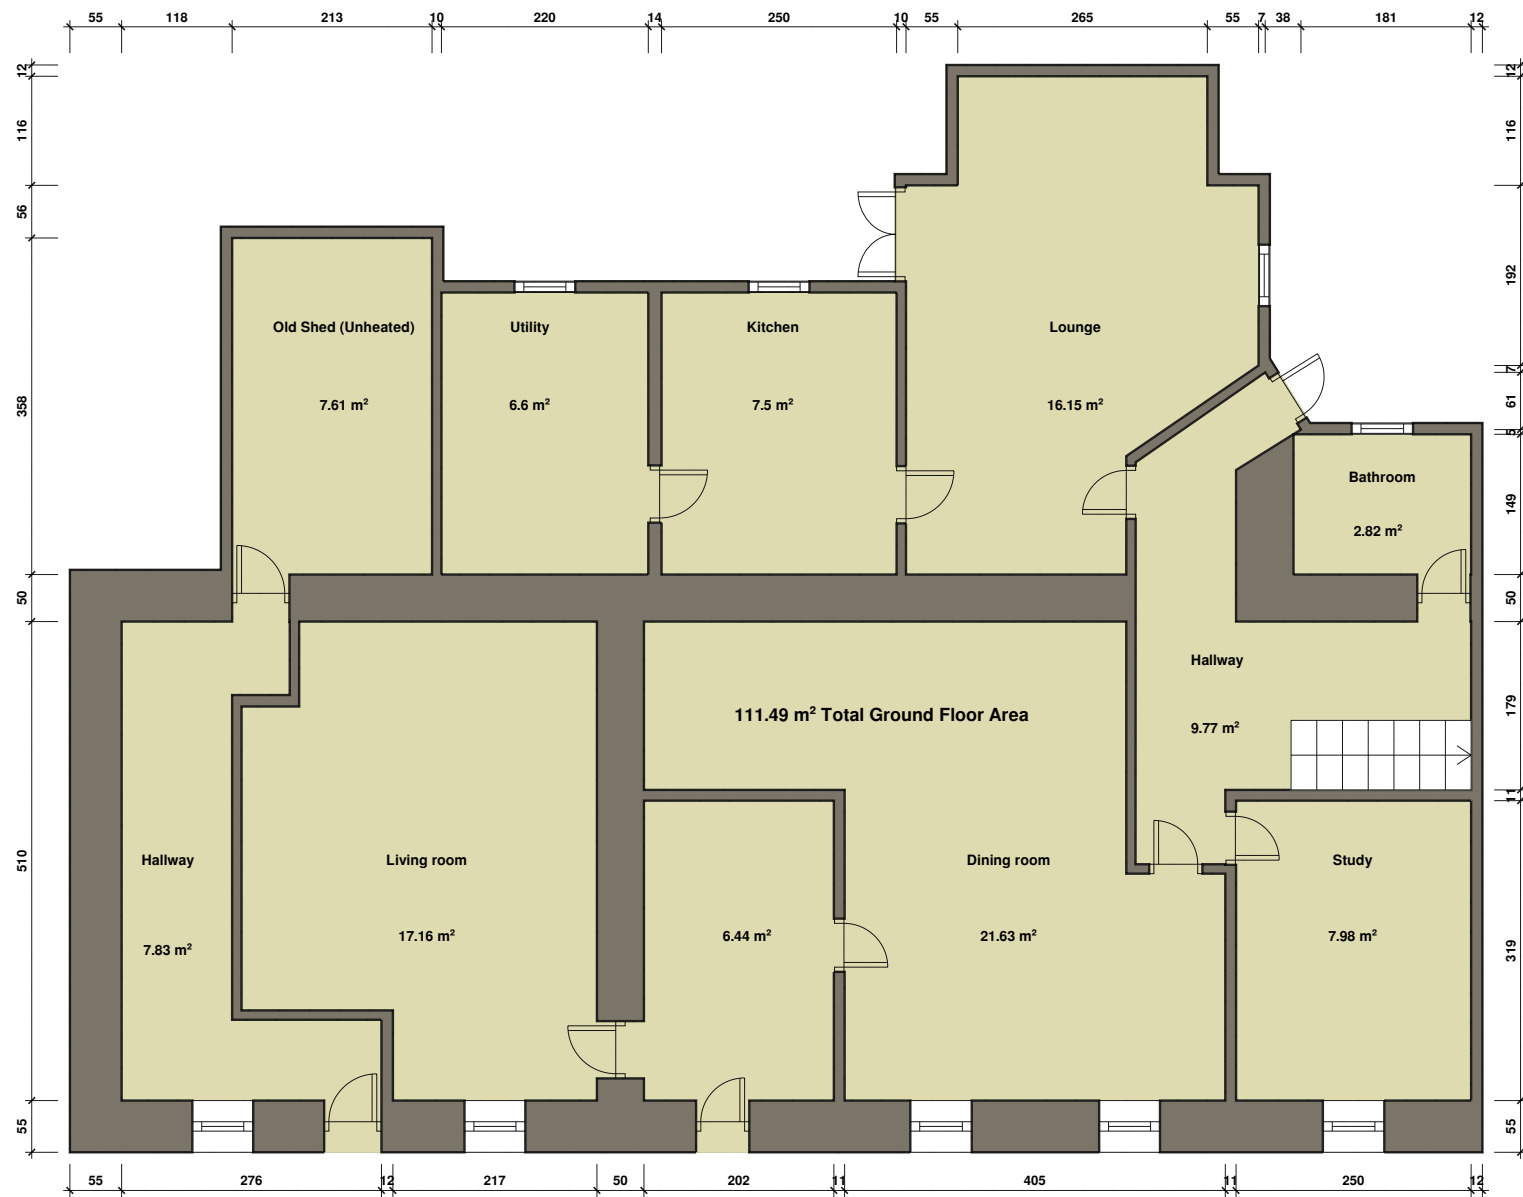 55 118 213 10 220 14 250 10 55 265 55 7 38 181 12
12 12
116 116
56
192
358
Old Shed (Unheated) Utility Kitchen Lounge
7.61 m² 6.6 m² 7.5 m² 16.15 m²
7
61
5
Bathroom
149
2.82 m²
50 50
Hallway
179
111.49 m² Total Ground Floor Area
9.77 m²
11
510
Hallway Living room Dining room Study
7.83 m² 17.16 m² 6.44 m² 21.63 m² 7.98 m²
319
55 55
55 276 12 217 50 202 11 405 11 250 12